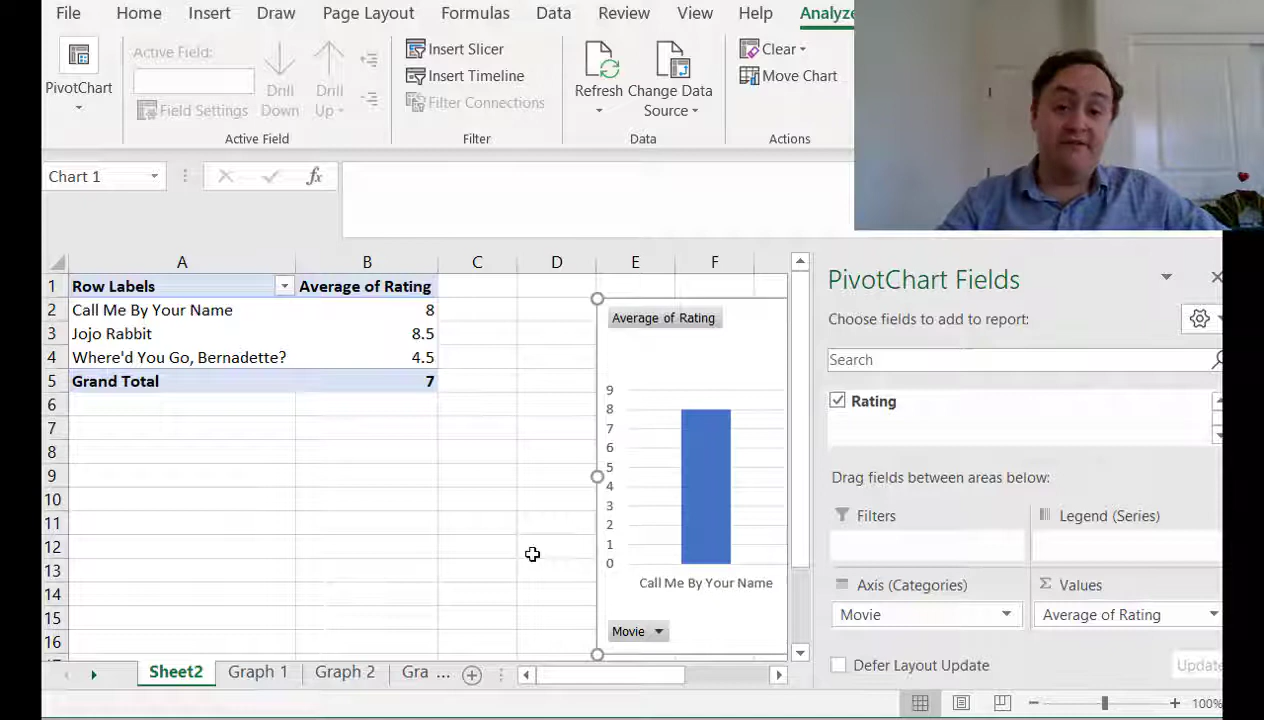 File Home Insert Draw Page Layout Formulas Data Review View Help Analyze
PivotChart
Active Field:
Field Settings
Drill Down
Drill Up
Active Field
Insert Slicer
Insert Timeline
Filter Connections
Filter
Refresh
Change Data Source
Data
Clear
Move Chart
Actions
Chart 1
fx
A B C D E F
1 Row Labels Average of Rating
2 Call Me By Your Name 8
3 Jojo Rabbit 8.5
4 Where'd You Go, Bernadette? 4.5
5 Grand Total 7
6
7
8
9
10
11
12
13
14
15
16
Average of Rating
9
8
7
6
5
4
3
2
1
0
Call Me By Your Name
Movie
PivotChart Fields
Choose fields to add to report:
Search
Rating
Drag fields between areas below:
Filters
Legend (Series)
Axis (Categories)
Values
Movie
Average of Rating
Defer Layout Update
Update
Sheet2 Graph 1 Graph 2 Gra ...
100%